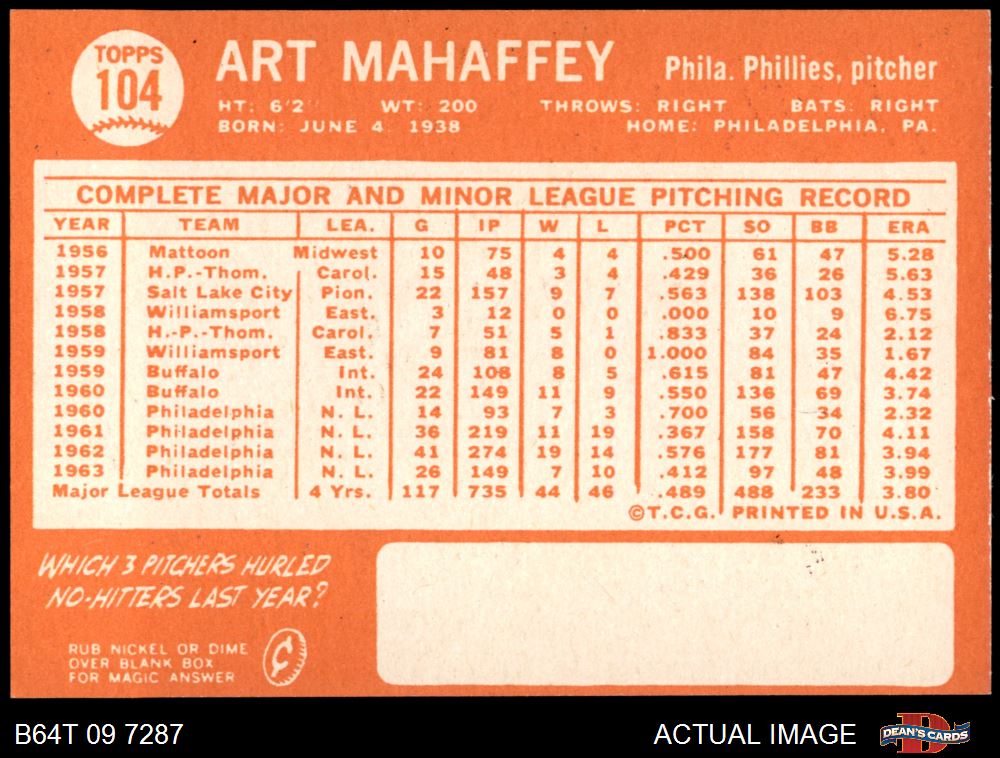 TOPPS
104
ART MAHAFFEY
Phila. Phillies, pitcher
HT: 6'2" WT: 200 THROWS: RIGHT BATS: RIGHT
BORN: JUNE 4 1938 HOME: PHILADELPHIA, PA.
COMPLETE MAJOR AND MINOR LEAGUE PITCHING RECORD
YEAR TEAM LEA. G IP W L PCT SO BB ERA
1956 Mattoon Midwest 10 75 4 4 .500 61 47 5.28
1957 H.P.-Thom. Carol. 15 48 3 4 .429 36 26 5.63
1957 Salt Lake City Pion. 22 157 9 7 .563 138 103 4.53
1958 Williamsport East. 3 12 0 0 .000 10 9 6.75
1958 H.-P.-Thom. Carol. 7 51 5 1 .833 37 24 2.12
1959 Williamsport East. 9 81 8 0 1.000 84 35 1.67
1959 Buffalo Int. 24 108 8 5 .615 81 47 4.42
1960 Buffalo Int. 22 149 11 9 .550 136 69 3.74
1960 Philadelphia N. L. 14 93 7 3 .700 56 34 2.32
1961 Philadelphia N. L. 36 219 11 19 .367 158 70 4.11
1962 Philadelphia N. L. 41 274 19 14 .576 177 81 3.94
1963 Philadelphia N. L. 26 149 7 10 .412 97 48 3.99
Major League Totals 4 Yrs. 117 735 44 46 .489 488 233 3.80
©T.C.G. PRINTED IN U.S.A.
WHICH 3 PITCHERS HURLED
NO-HITTERS LAST YEAR?
RUB NICKEL OR DIME
OVER BLANK BOX
FOR MAGIC ANSWER
¢
B64T 09 7287
ACTUAL IMAGE
DEAN'S CARDS